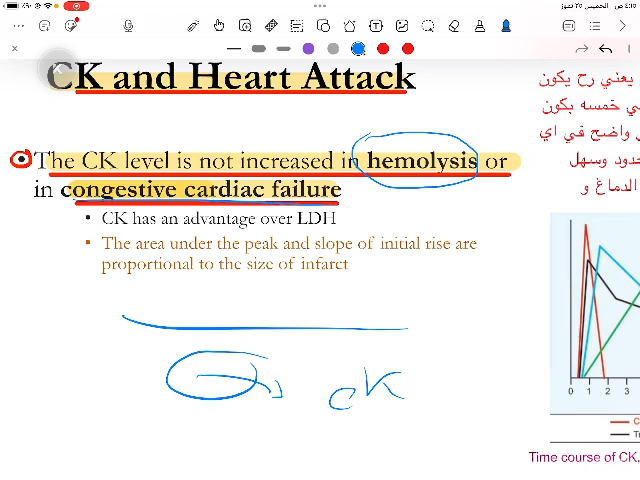 CK and Heart Attack
The CK level is not increased in hemolysis or
in congestive cardiac failure
• CK has an advantage over LDH
• The area under the peak and slope of initial rise are
proportional to the size of infarct
CK
يعني رح يكون
خمسه يكون
واضح في اي
حدود وسهل
الدماغ و
0 1 2 3
Time course of CK,